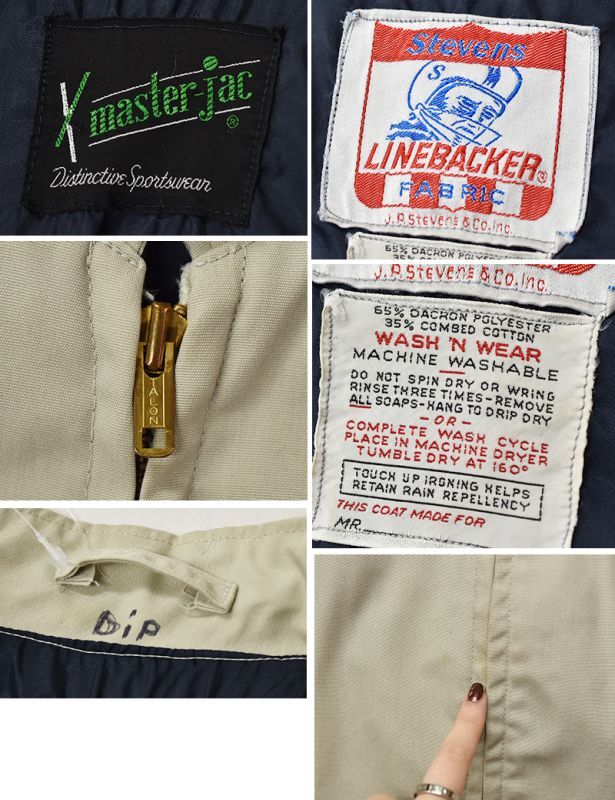 master-jac
®
Distinctive Sportswear
Stevens
S
LINEBACKER®
FABRIC
J.P. Stevens & Co. Inc.
65% DACRON POLYESTER
TALON
J.P. Stevens & Co. Inc.
65% DACRON POLYESTER
35% COMBED COTTON
WASH 'N WEAR
MACHINE WASHABLE
DO NOT SPIN DRY OR WRING
RINSE THREE TIMES-REMOVE
ALL SOAPS-HANG TO DRIP DRY
-OR-
COMPLETE WASH CYCLE
PLACE IN MACHINE DRYER
TUMBLE DRY AT 160°
TOUCH UP IRONING HELPS
RETAIN RAIN REPELLENCY
THIS COAT MADE FOR
MR.
Dip